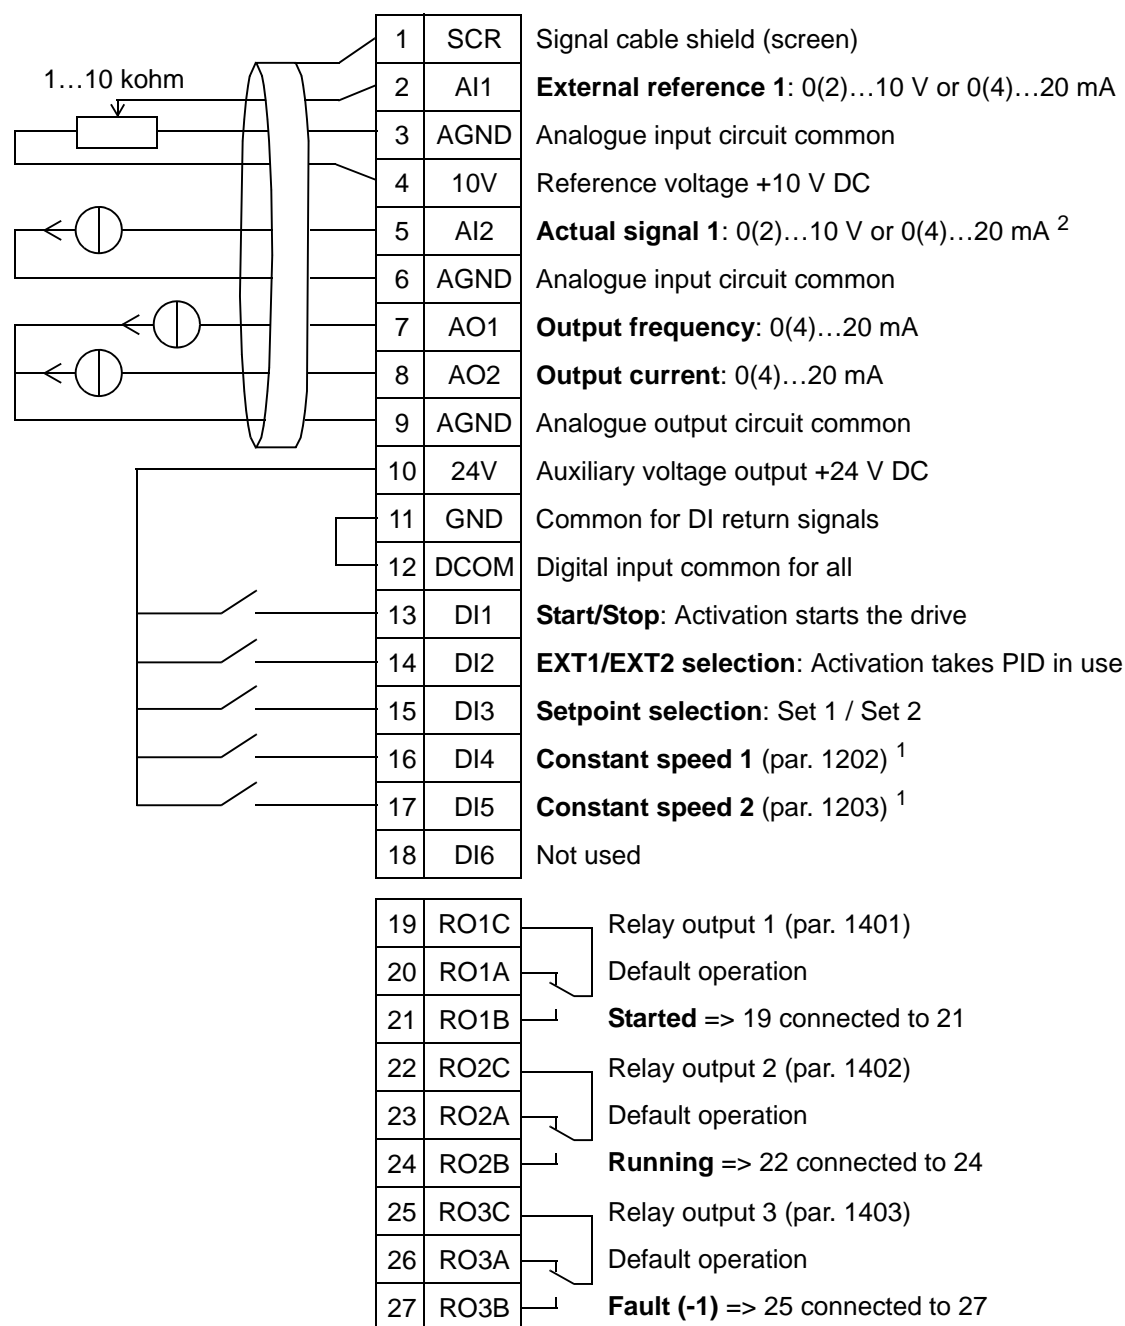 1 SCR Signal cable shield (screen)
1…10 kohm
2 AI1 External reference 1: 0(2)…10 V or 0(4)…20 mA
3 AGND Analogue input circuit common
4 10V Reference voltage +10 V DC
5 AI2 Actual signal 1: 0(2)…10 V or 0(4)…20 mA 2
6 AGND Analogue input circuit common
7 AO1 Output frequency: 0(4)…20 mA
8 AO2 Output current: 0(4)…20 mA
9 AGND Analogue output circuit common
10 24V Auxiliary voltage output +24 V DC
11 GND Common for DI return signals
12 DCOM Digital input common for all
13 DI1 Start/Stop: Activation starts the drive
14 DI2 EXT1/EXT2 selection: Activation takes PID in use
15 DI3 Setpoint selection: Set 1 / Set 2
16 DI4 Constant speed 1 (par. 1202) 1
17 DI5 Constant speed 2 (par. 1203) 1
18 DI6 Not used
19 RO1C Relay output 1 (par. 1401)
20 RO1A Default operation
21 RO1B Started => 19 connected to 21
22 RO2C Relay output 2 (par. 1402)
23 RO2A Default operation
24 RO2B Running => 22 connected to 24
25 RO3C Relay output 3 (par. 1403)
26 RO3A Default operation
27 RO3B Fault (-1) => 25 connected to 27